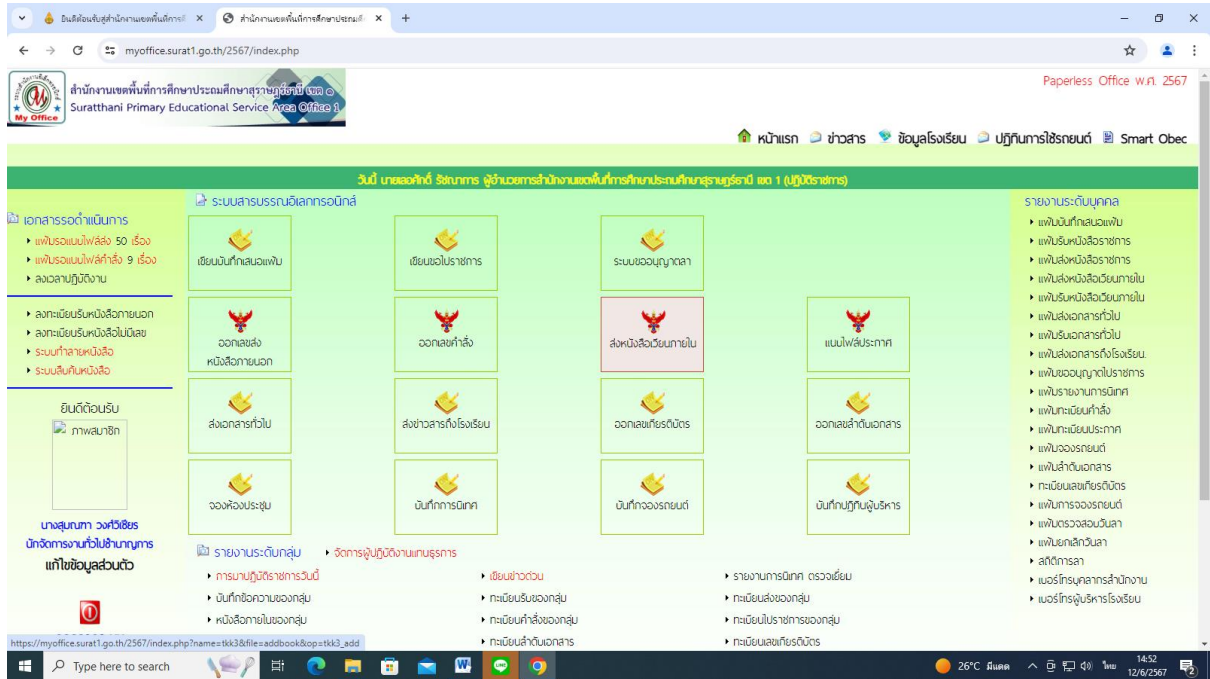 ยินดีต้อนรับสู่สำนักงานเขตพื้นที่การศึ
สำนักงานเขตพื้นที่การศึกษาประถมศึ
myoffice.surat1.go.th/2567/index.php
สำนักงานเขตพื้นที่การศึกษาประถมศึกษาสุราษฎร์ธานี เขต ๑
Suratthani Primary Educational Service Area Office 1
My Office
Paperless Office พ.ศ. 2567
หน้าแรก ข่าวสาร ข้อมูลโรงเรียน ปฏิทินการใช้รถยนต์ Smart Obec
วันนี้ นายเลอศักดิ์ รัชณาการ ผู้อำนวยการสำนักงานเขตพื้นที่การศึกษาประถมศึกษาสุราษฎร์ธานี เขต 1 (ปฏิบัติราชการ)
เอกสารรอดำเนินการ
แฟ้มรอแนบไฟล์ส่ง 50 เรื่อง
แฟ้มรอแนบไฟล์คำสั่ง 9 เรื่อง
ลงเวลาปฏิบัติงาน
ลงทะเบียนรับหนังสือภายนอก
ลงทะเบียนรับหนังสือไม่มีเลข
ระบบทำลายหนังสือ
ระบบสืบค้นหนังสือ
ยินดีต้อนรับ
ภาพสมาชิก
นางสุมณฑา วงศ์วิเชียร
นักจัดการงานทั่วไปชำนาญการ
แก้ไขข้อมูลส่วนตัว
ระบบสารบรรณอิเลกทรอนิกส์
เขียนบันทึกเสนอแฟ้ม
เขียนขอไปราชการ
ระบบขออนุญาตลา
ออกเลขส่ง
หนังสือภายนอก
ออกเลขคำสั่ง
ส่งหนังสือเวียนภายใน
แนบไฟล์ประกาศ
ส่งเอกสารทั่วไป
ส่งข่าวสารถึงโรงเรียน
ออกเลขเกียรติบัตร
ออกเลขลำดับเอกสาร
จองห้องประชุม
บันทึกการนิเทศ
บันทึกจองรถยนต์
บันทึกปฏิทินผู้บริหาร
รายงานระดับกลุ่ม จัดการผู้ปฏิบัติงานแทนธุรการ
การมาปฏิบัติราชการวันนี้
เขียนข่าวด่วน
รายงานการนิเทศ ตรวจเยี่ยม
บันทึกข้อความของกลุ่ม
ทะเบียนรับของกลุ่ม
ทะเบียนส่งของกลุ่ม
หนังสือภายในของกลุ่ม
ทะเบียนคำสั่งของกลุ่ม
ทะเบียนไปราชการของกลุ่ม
ทะเบียนลำดับเอกสาร
ทะเบียนเลขเกียรติบัตร
รายงานระดับบุคคล
แฟ้มบันทึกเสนอแฟ้ม
แฟ้มรับหนังสือราชการ
แฟ้มส่งหนังสือราชการ
แฟ้มส่งหนังสือเวียนภายใน
แฟ้มรับหนังสือเวียนภายใน
แฟ้มส่งเอกสารทั่วไป
แฟ้มรับเอกสารทั่วไป
แฟ้มส่งเอกสารถึงโรงเรียน.
แฟ้มขออนุญาตไปราชการ
แฟ้มรายงานการนิเทศ
แฟ้มทะเบียนคำสั่ง
แฟ้มทะเบียนประกาศ
แฟ้มจองรถยนต์
แฟ้มลำดับเอกสาร
ทะเบียนเลขเกียรติบัตร
แฟ้มการจองรถยนต์
แฟ้มตรวจสอบวันลา
แฟ้มยกเลิกวันลา
สถิติการลา
เบอร์โทรบุคลากรสำนักงาน
เบอร์โทรผู้บริหารโรงเรียน
https://myoffice.surat1.go.th/2567/index.php?name=tkk3&file=addbook&op=tkk3_add
Type here to search
26°C มีแดด
ไทย
14:52
12/6/2567